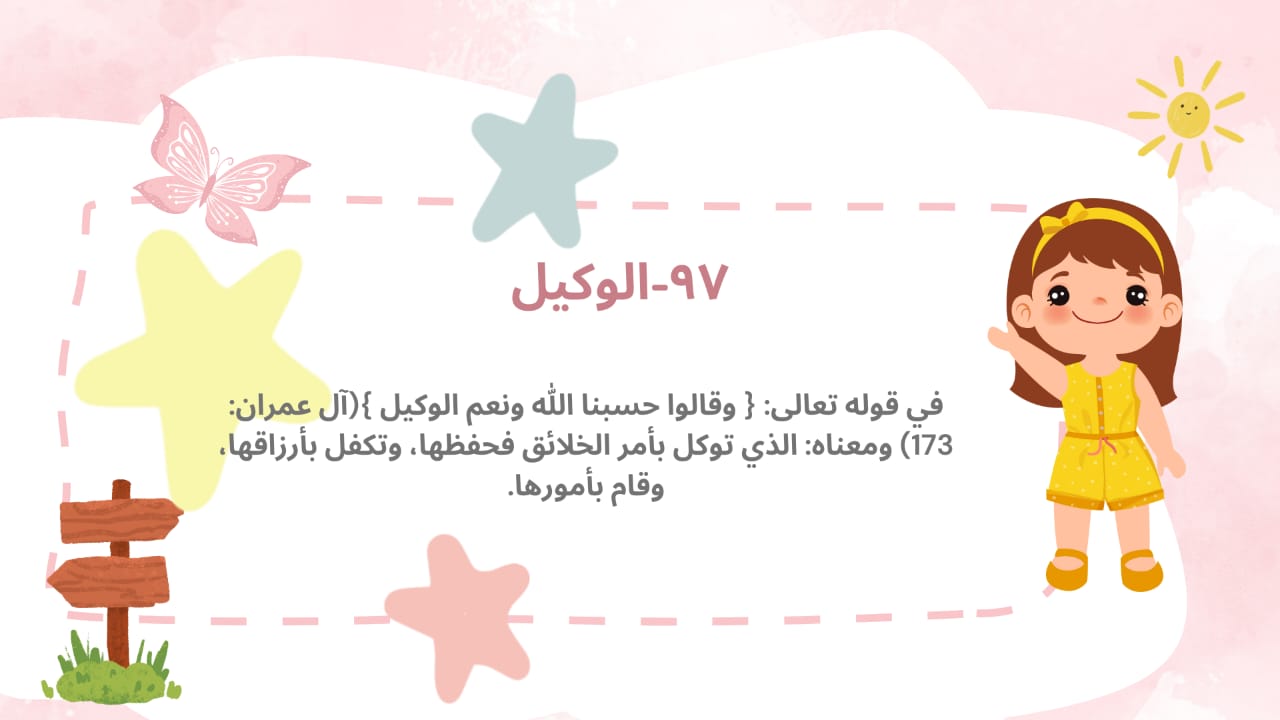 ٩٧-الوكيل
في قوله تعالى: { وقالوا حسبنا الله ونعم الوكيل }(آل عمران:
173) ومعناه: الذي توكل بأمر الخلائق فحفظها، وتكفل بأرزاقها،
وقام بأمورها.